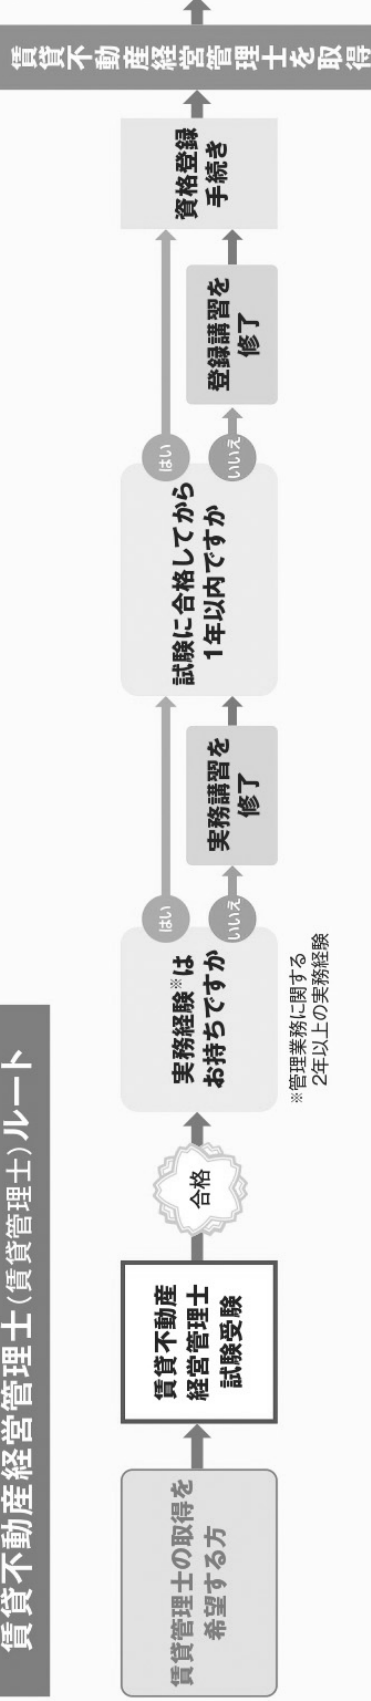 賃貸不動産経営管理士(賃貸管理士)ルート
賃貸管理士の取得を
希望する方
賃貸不動産
経営管理士
試験受験
合格
実務経験※は
お持ちですか
はい
いいえ
※管理業務に関する
2年以上の実務経験
実務講習を
修了
試験に合格してから
1年以内ですか
はい
いいえ
登録講習を
修了
資格登録
手続き
賃貸不動産経営管理士を取得